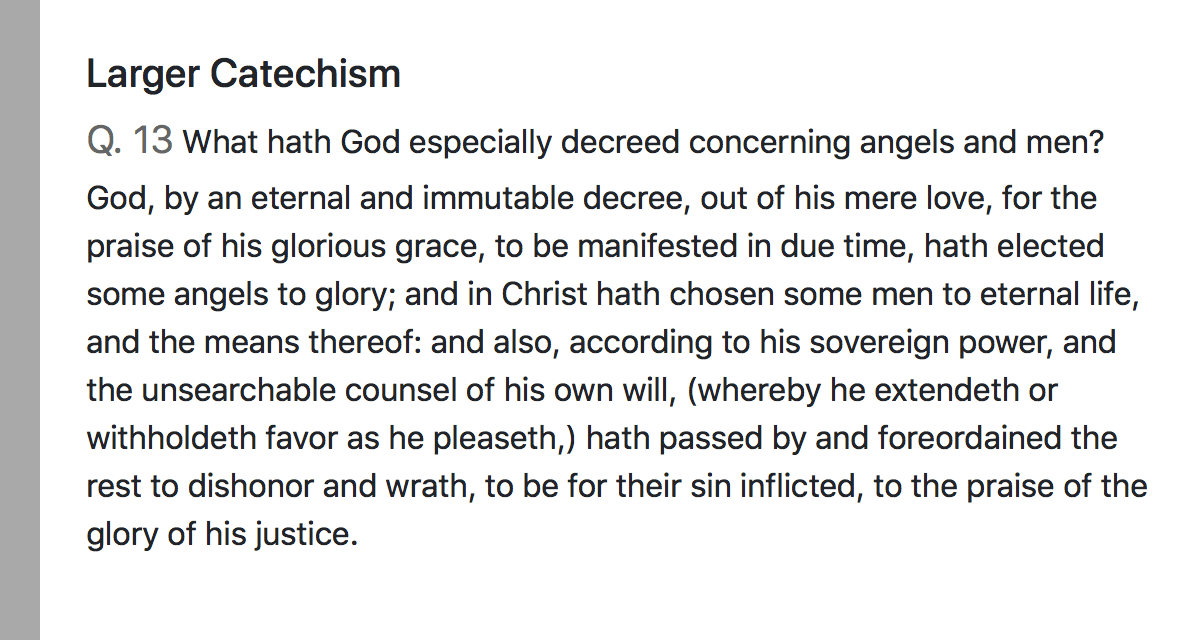 Larger Catechism
Q. 13 What hath God especially decreed concerning angels and men?
God, by an eternal and immutable decree, out of his mere love, for the
praise of his glorious grace, to be manifested in due time, hath elected
some angels to glory; and in Christ hath chosen some men to eternal life,
and the means thereof: and also, according to his sovereign power, and
the unsearchable counsel of his own will, (whereby he extendeth or
withholdeth favor as he pleaseth,) hath passed by and foreordained the
rest to dishonor and wrath, to be for their sin inflicted, to the praise of the
glory of his justice.